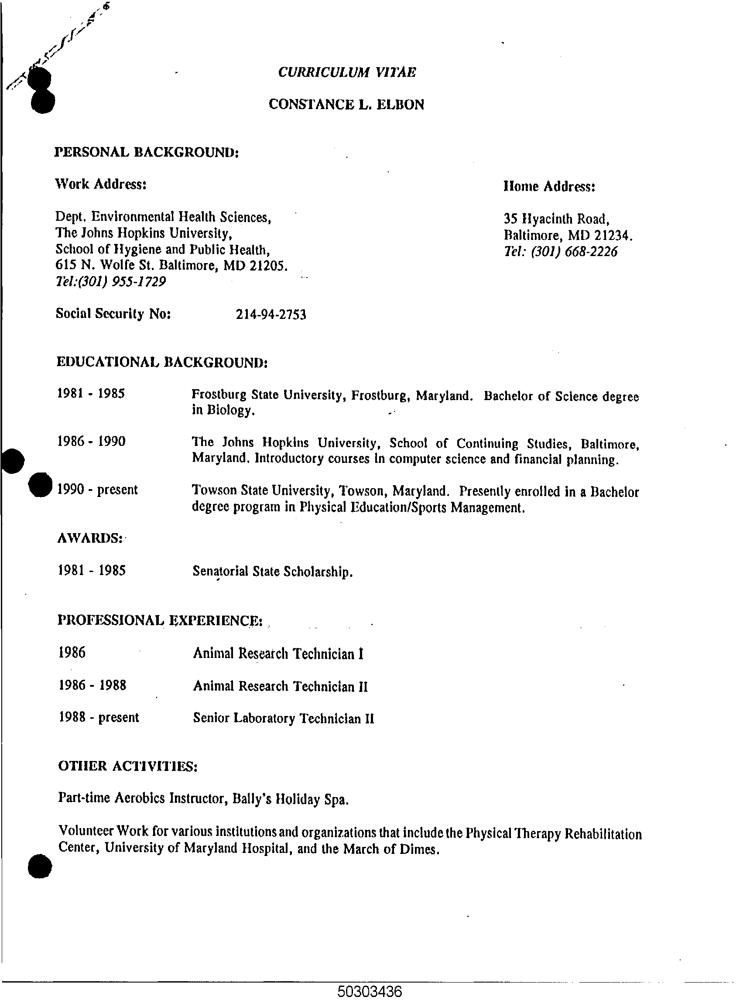 CURRICULUM VITAE
CONSTANCE L. ELBON
PERSONAL BACKGROUND:
Work Address:
Home Address:
Dept. Environmental Health Sciences,
The Johns Hopkins University,
School of Hygiene and Public Health,
615 N. Wolfe St. Baltimore, MD 21205.
Tel:(301) 955-1729
35 Hyacinth Road,
Baltimore, MD 21234.
Tel: (301) 668-2226
Social Security No: 214-94-2753
EDUCATIONAL BACKGROUND:
1981 - 1985 Frostburg State University, Frostburg, Maryland. Bachelor of Science degree
in Biology.
1986 - 1990 The Johns Hopkins University, School of Continuing Studies, Baltimore,
Maryland. Introductory courses in computer science and financial planning.
1990 - present Towson State University, Towson, Maryland. Presently enrolled in a Bachelor
degree program in Physical Education/Sports Management.
AWARDS:
1981 - 1985 Senatorial State Scholarship.
PROFESSIONAL EXPERIENCE:
1986 Animal Research Technician I
1986 - 1988 Animal Research Technician II
1988 - present Senior Laboratory Technician II
OTHER ACTIVITIES:
Part-time Aerobics Instructor, Bally's Holiday Spa.
Volunteer Work for various institutions and organizations that include the Physical Therapy Rehabilitation
Center, University of Maryland Hospital, and the March of Dimes.
50303436